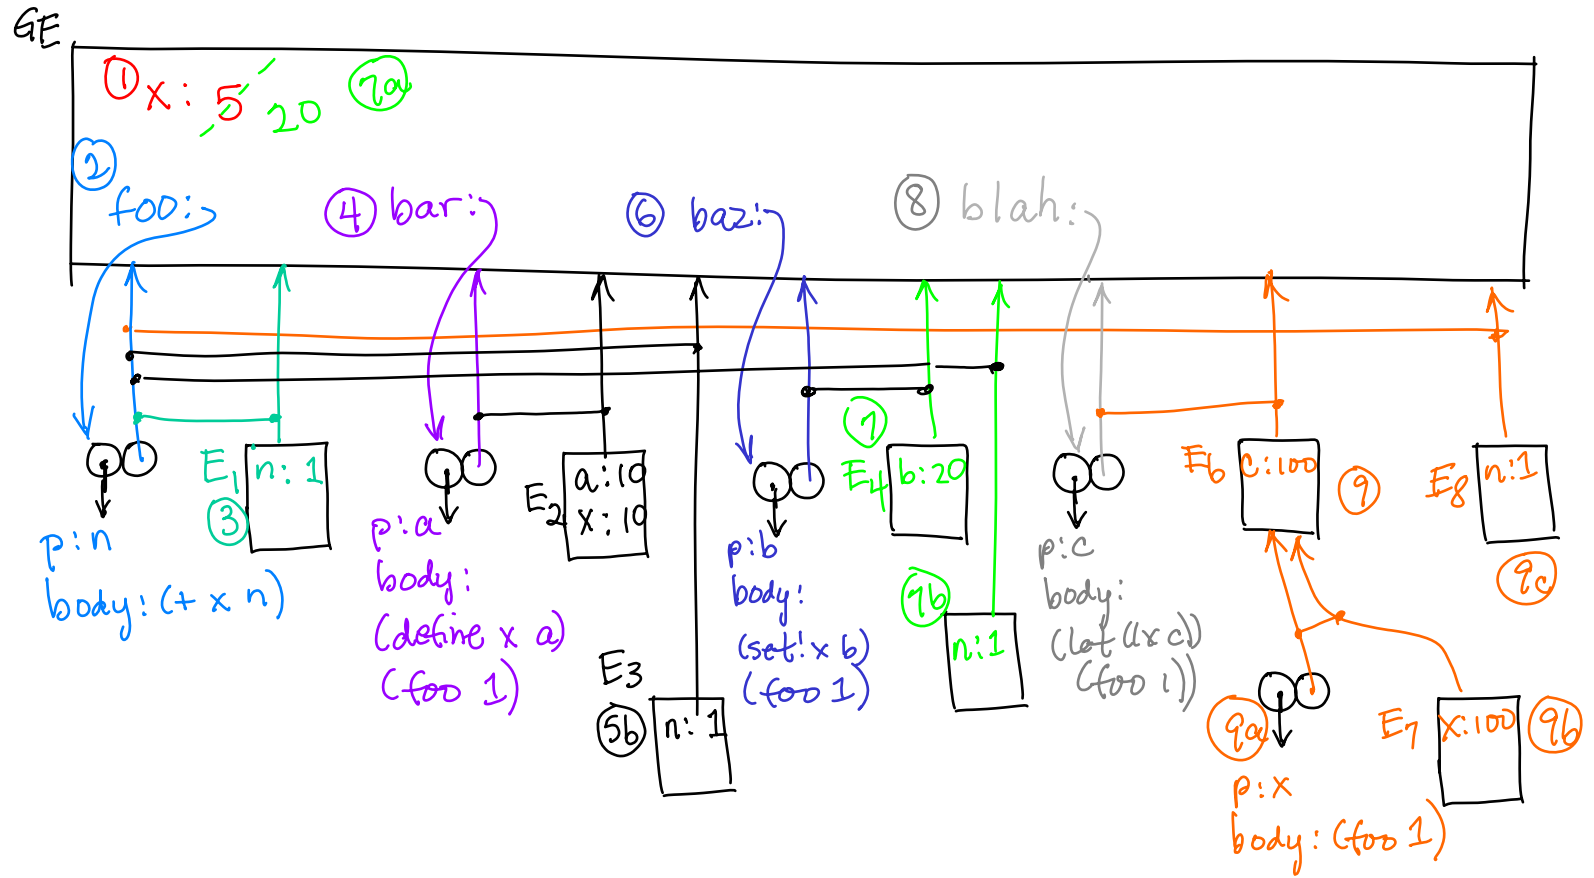 GE
① x: 5 20 7a
② foo:
④ bar:
⑥ baz:
⑧ blah:
p:n
body: (+ x n)
E1 n: 1
③
p:a
body:
(define x a)
(foo 1)
E2 a:10
x:10
E3
5b n: 1
p:b
body:
(set! x b)
(foo 1)
⑦
E4 b:20
9b
n:1
p:c
body:
(let ((x c))
(foo 1))
E6 c:100
⑨
9a
p:x
body: (foo 1)
E7 x:100 9b
E8 n:1
9c